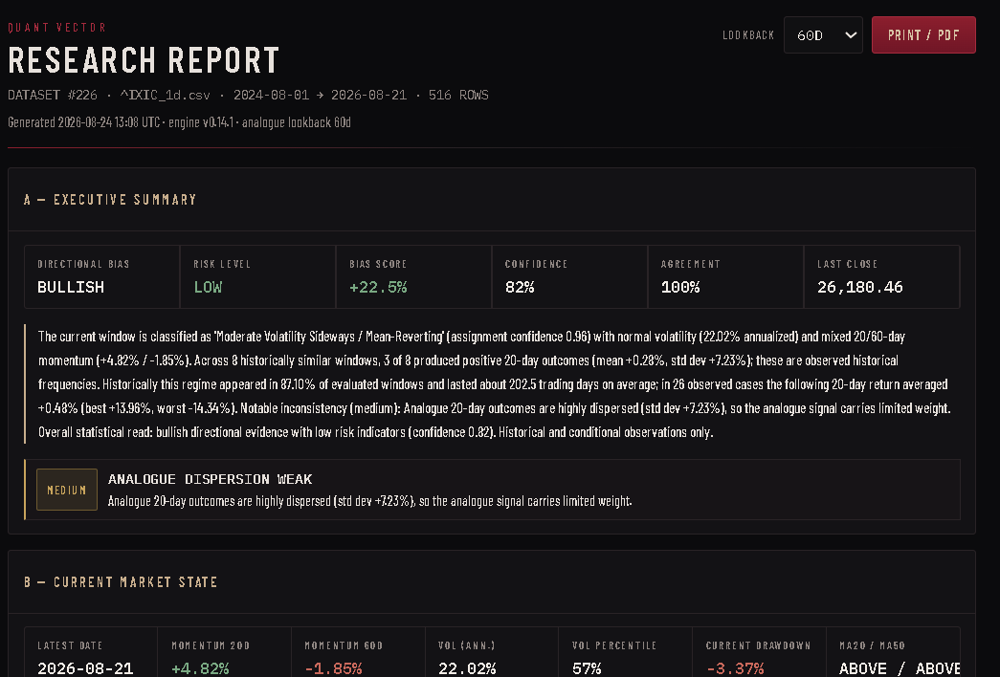 QUANT VECTOR
RESEARCH REPORT
DATASET #226 · ^IXIC_1d.csv · 2024-08-01 → 2026-08-21 · 516 ROWS
Generated 2026-08-24 13:08 UTC · engine v0.14.1 · analogue lookback 60d
LOOKBACK 60D PRINT / PDF
A — EXECUTIVE SUMMARY
DIRECTIONAL BIAS RISK LEVEL BIAS SCORE CONFIDENCE AGREEMENT LAST CLOSE
BULLISH LOW +22.5% 82% 100% 26,180.46
The current window is classified as 'Moderate Volatility Sideways / Mean-Reverting' (assignment confidence 0.96) with normal volatility (22.02% annualized) and mixed 20/60-day
momentum (+4.82% / -1.85%). Across 8 historically similar windows, 3 of 8 produced positive 20-day outcomes (mean +0.28%, std dev +7.23%); these are observed historical
frequencies. Historically this regime appeared in 87.10% of evaluated windows and lasted about 202.5 trading days on average; in 26 observed cases the following 20-day return averaged
+0.48% (best +13.96%, worst -14.34%). Notable inconsistency (medium): Analogue 20-day outcomes are highly dispersed (std dev +7.23%), so the analogue signal carries limited weight.
Overall statistical read: bullish directional evidence with low risk indicators (confidence 0.82). Historical and conditional observations only.
MEDIUM
ANALOGUE DISPERSION WEAK
Analogue 20-day outcomes are highly dispersed (std dev +7.23%), so the analogue signal carries limited weight.
B — CURRENT MARKET STATE
LATEST DATE MOMENTUM 20D MOMENTUM 60D VOL (ANN.) VOL PERCENTILE CURRENT DRAWDOWN MA20 / MA50
2026-08-21 +4.82% -1.85% 22.02% 57% -3.37% ABOVE / ABOVE